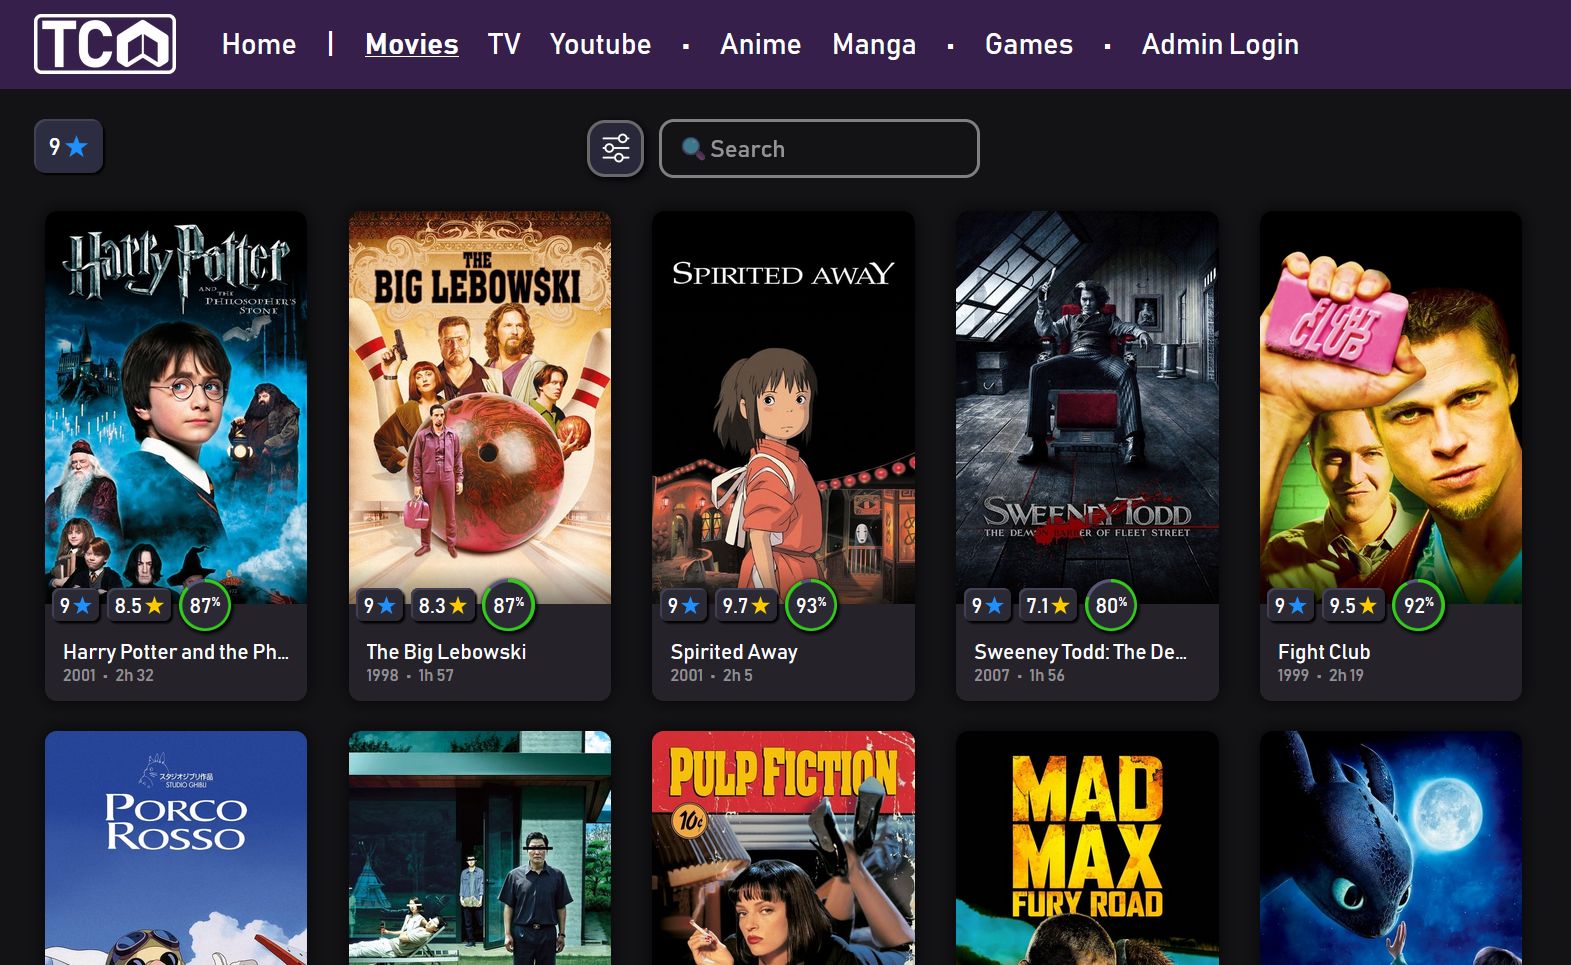 TC
Home | Movies TV Youtube · Anime Manga · Games · Admin Login
9★
Search
Harry Potter
AND THE
PHILOSOPHER'S
STONE
9★ 8.5★ 87%
Harry Potter and the Ph...
2001 · 2h 32
THE
BIG LEBOW$KI
9★ 8.3★ 87%
The Big Lebowski
1998 · 1h 57
SPIRITED AWAY
9★ 9.7★ 93%
Spirited Away
2001 · 2h 5
SWEENEY TODD
THE DEMON BARBER OF FLEET STREET
9★ 7.1★ 80%
Sweeney Todd: The De...
2007 · 1h 56
FIGHT
CLUB
9★ 9.5★ 92%
Fight Club
1999 · 2h 19
スタジオジブリ作品
STUDIO GHIBLI
PORCO
ROSSO
PULP FICTION
10¢
MAD
MAX
FURY ROAD